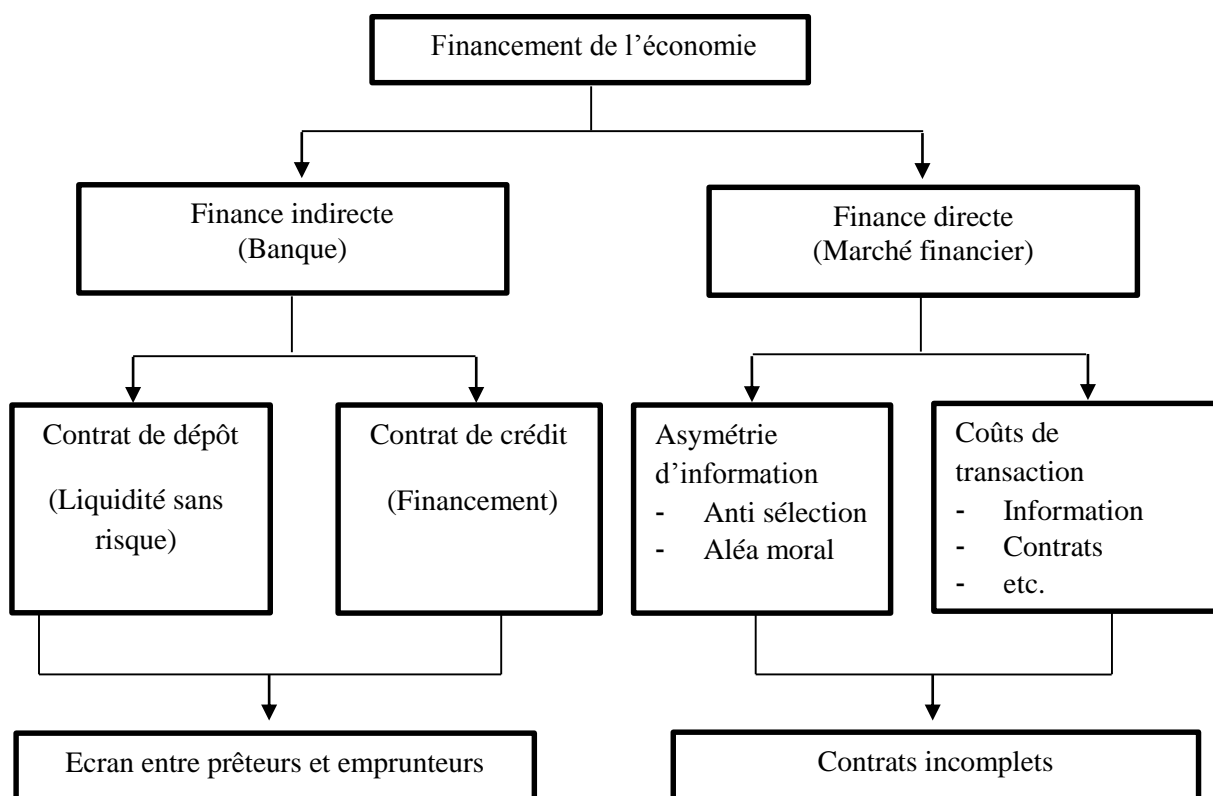 Financement de l’économie
Finance indirecte
(Banque)
Finance directe
(Marché financier)
Contrat de dépôt
(Liquidité sans
risque)
Contrat de crédit
(Financement)
Asymétrie
d’information
- Anti sélection
- Aléa moral
Coûts de
transaction
- Information
- Contrats
- etc.
Ecran entre prêteurs et emprunteurs
Contrats incomplets